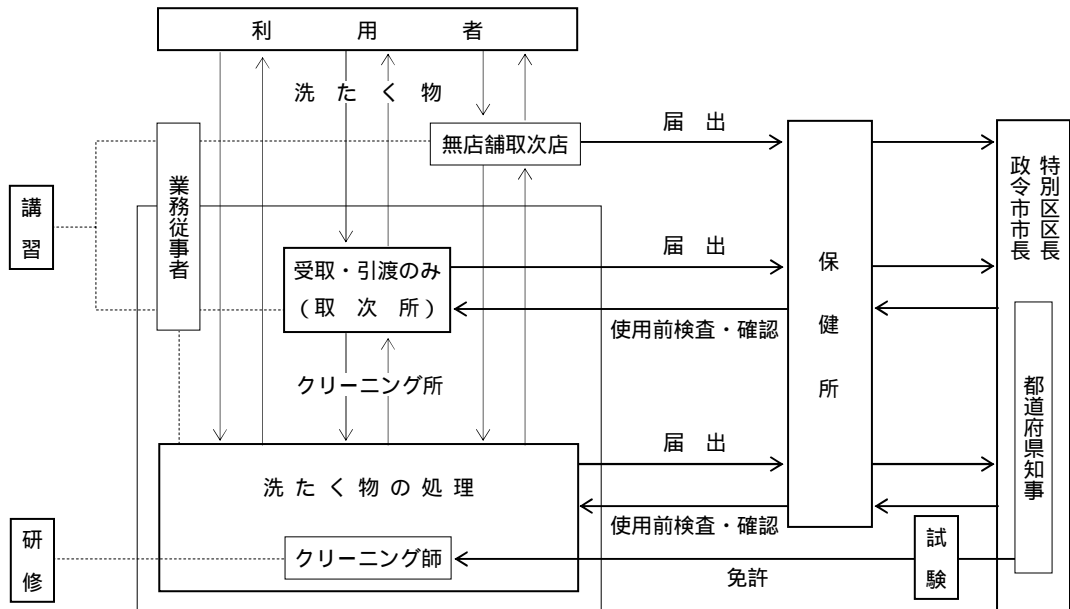 利用者
洗たく物
届出
無店舗取次店
業務従事者
講習
特別区区長
政令市市長
保健所
届出
受取・引渡のみ
(取次所)
使用前検査・確認
クリーニング所
都道府県知事
届出
洗たく物の処理
使用前検査・確認
研修
クリーニング師
試験
免許